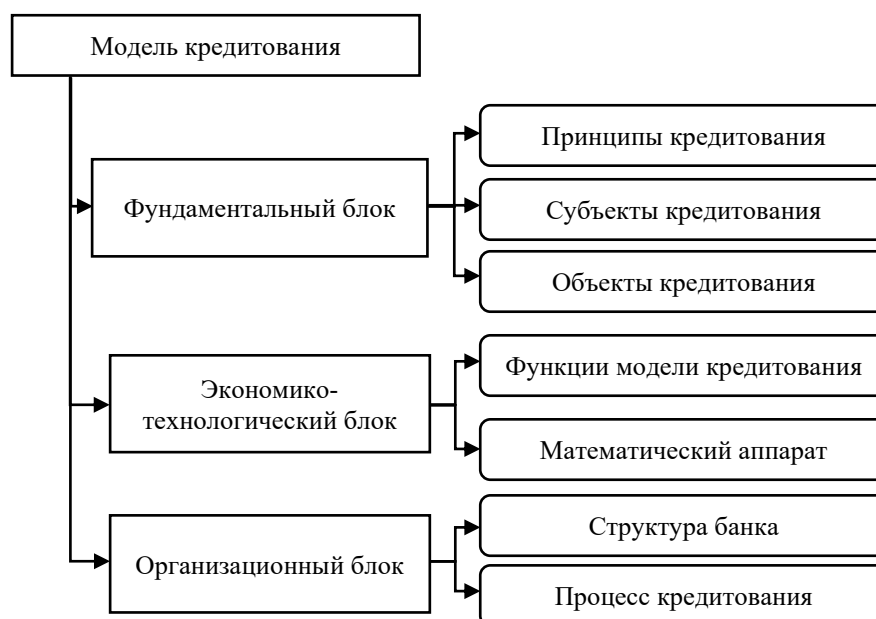 Модель кредитования
Фундаментальный блок
Принципы кредитования
Субъекты кредитования
Объекты кредитования
Экономико-
технологический блок
Функции модели кредитования
Математический аппарат
Организационный блок
Структура банка
Процесс кредитования